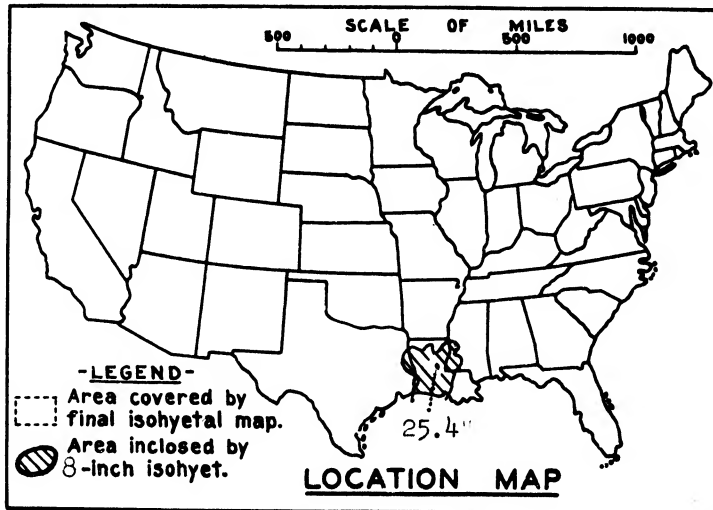 SCALE OF MILES
500 0 500 1000
-LEGEND-
Area covered by
final isohyetal map.
Area inclosed by
8-inch isohyet.
25.4"
LOCATION MAP